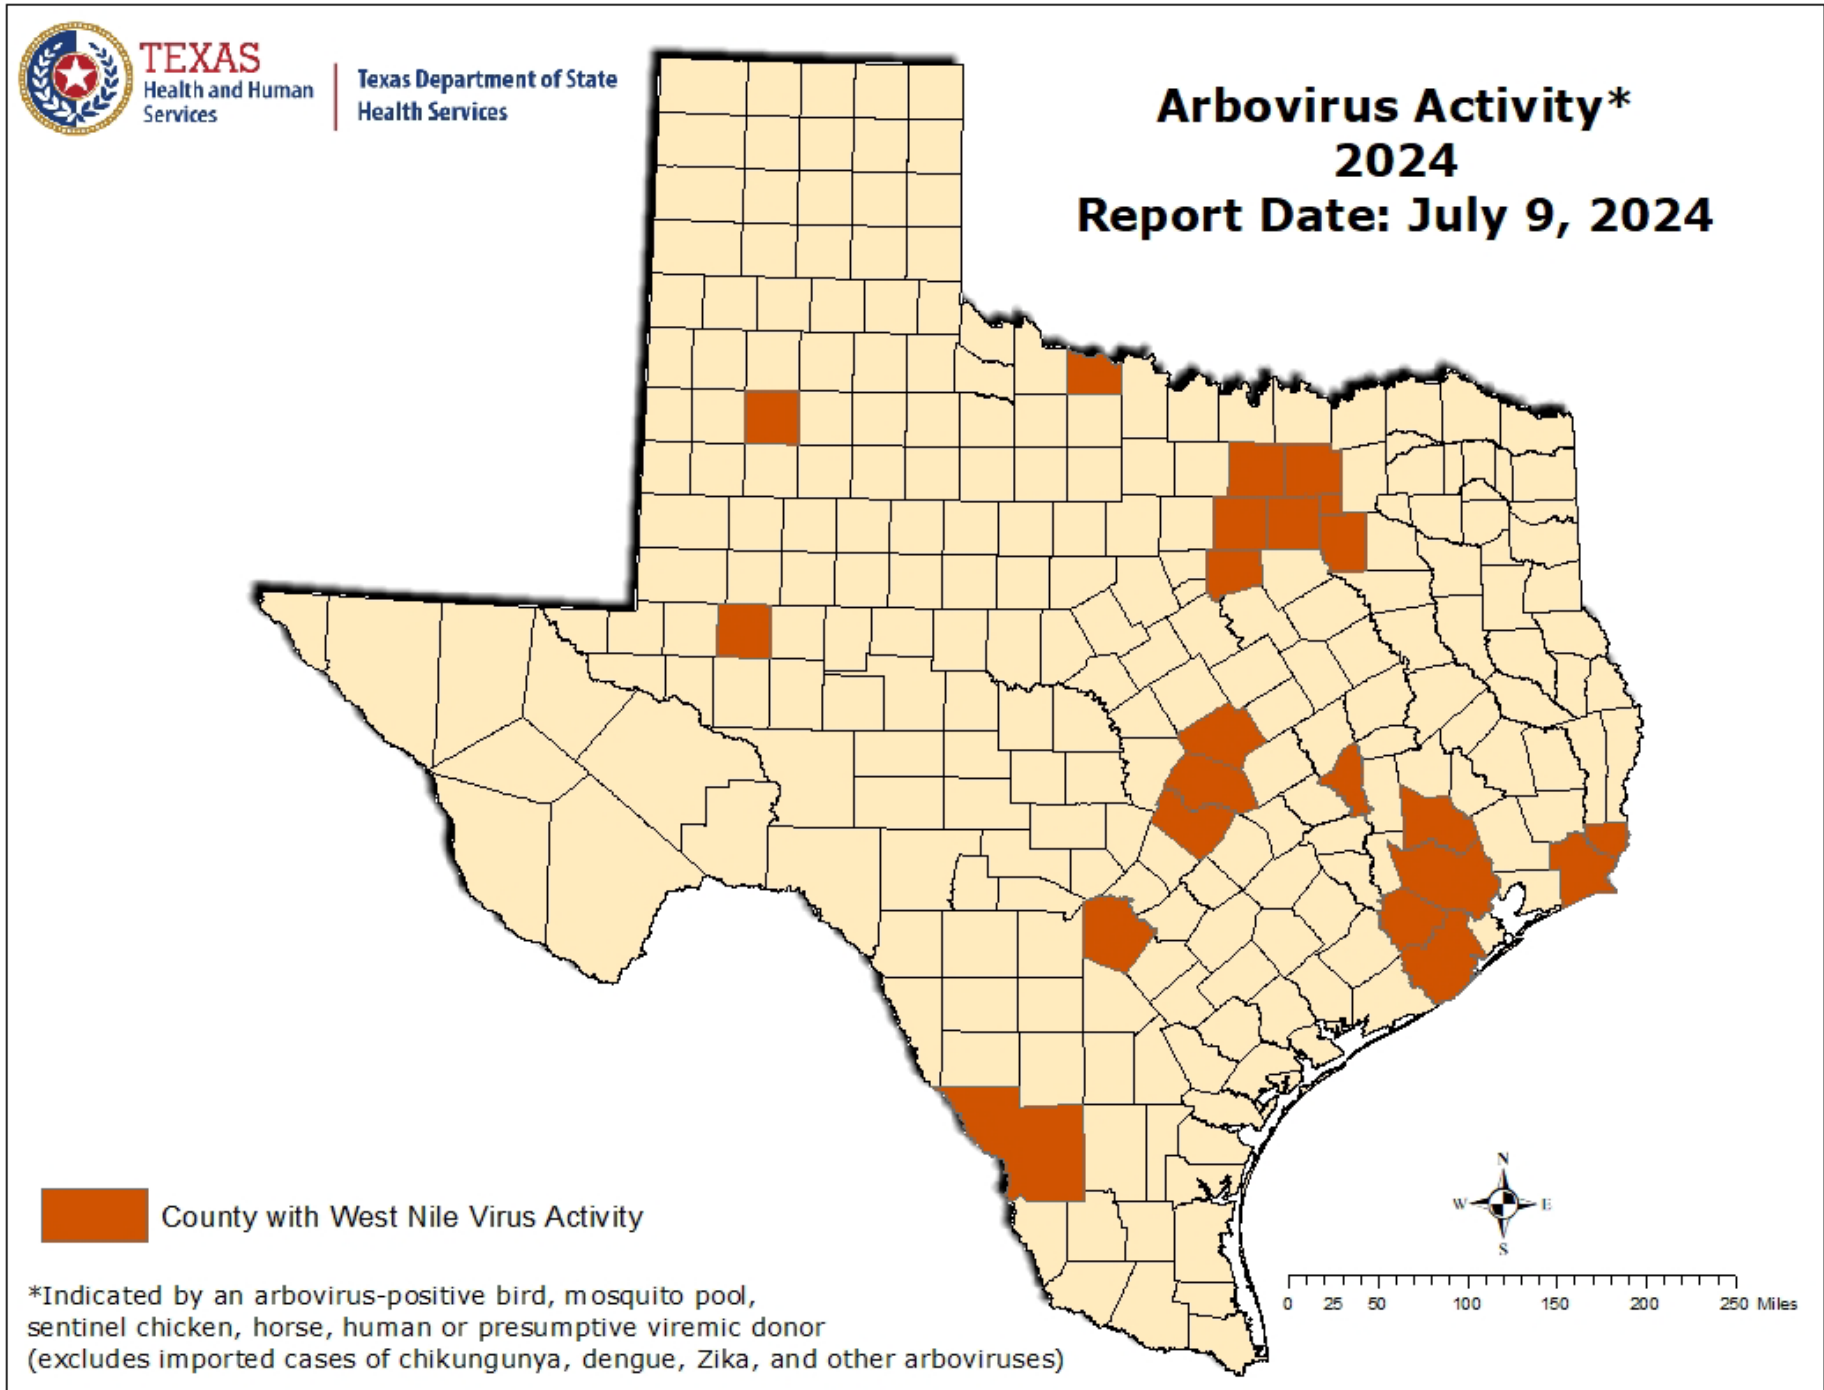 TEXAS
Health and Human
Services
Texas Department of State
Health Services
Arbovirus Activity*
2024
Report Date: July 9, 2024
County with West Nile Virus Activity
*Indicated by an arbovirus-positive bird, mosquito pool,
sentinel chicken, horse, human or presumptive viremic donor
(excludes imported cases of chikungunya, dengue, Zika, and other arboviruses)
N
W E
S
0 25 50 100 150 200 250 Miles